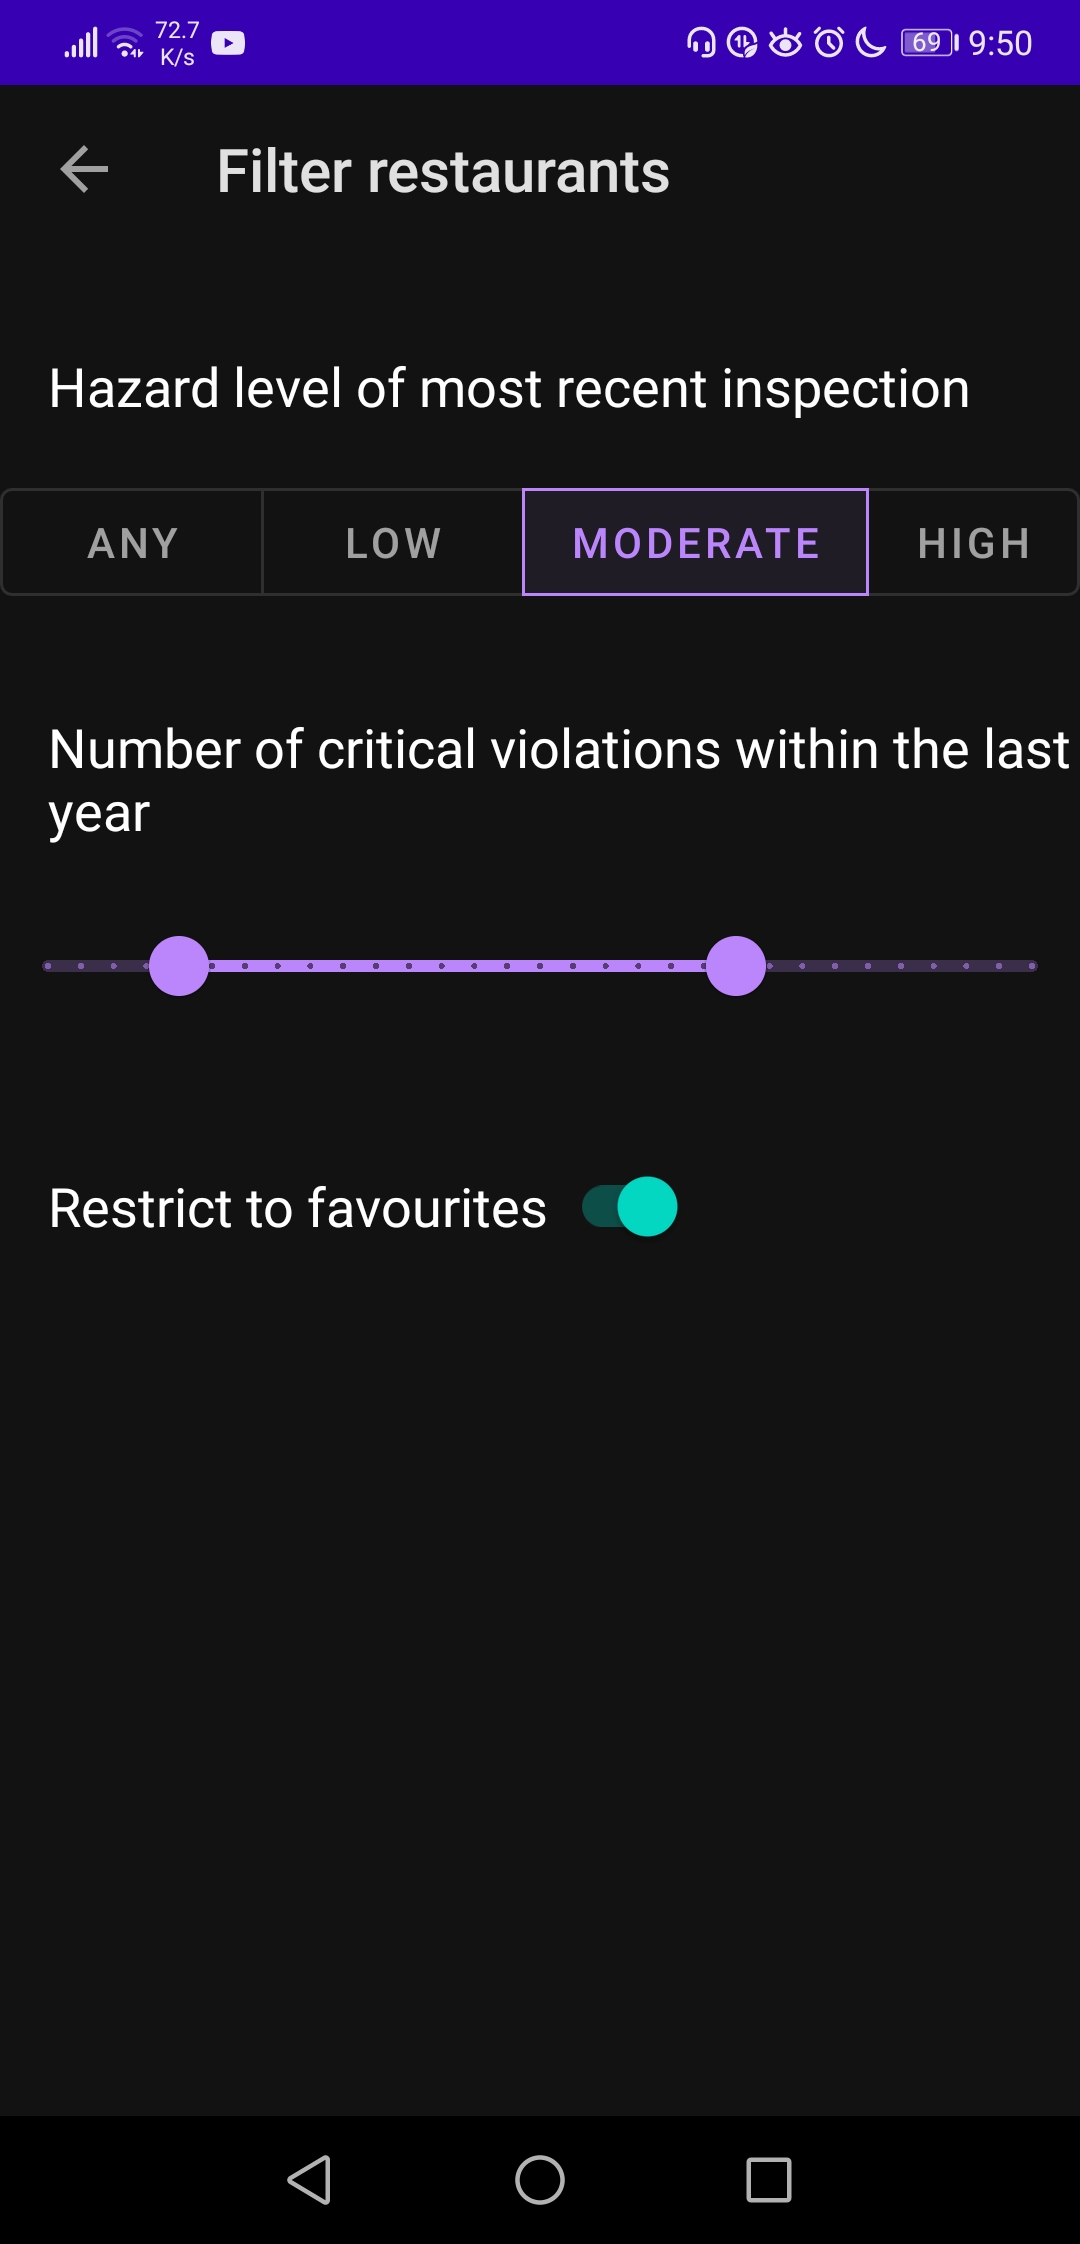 72.7
K/s
69
9:50
Filter restaurants
Hazard level of most recent inspection
ANY
LOW
MODERATE
HIGH
Number of critical violations within the last
year
Restrict to favourites